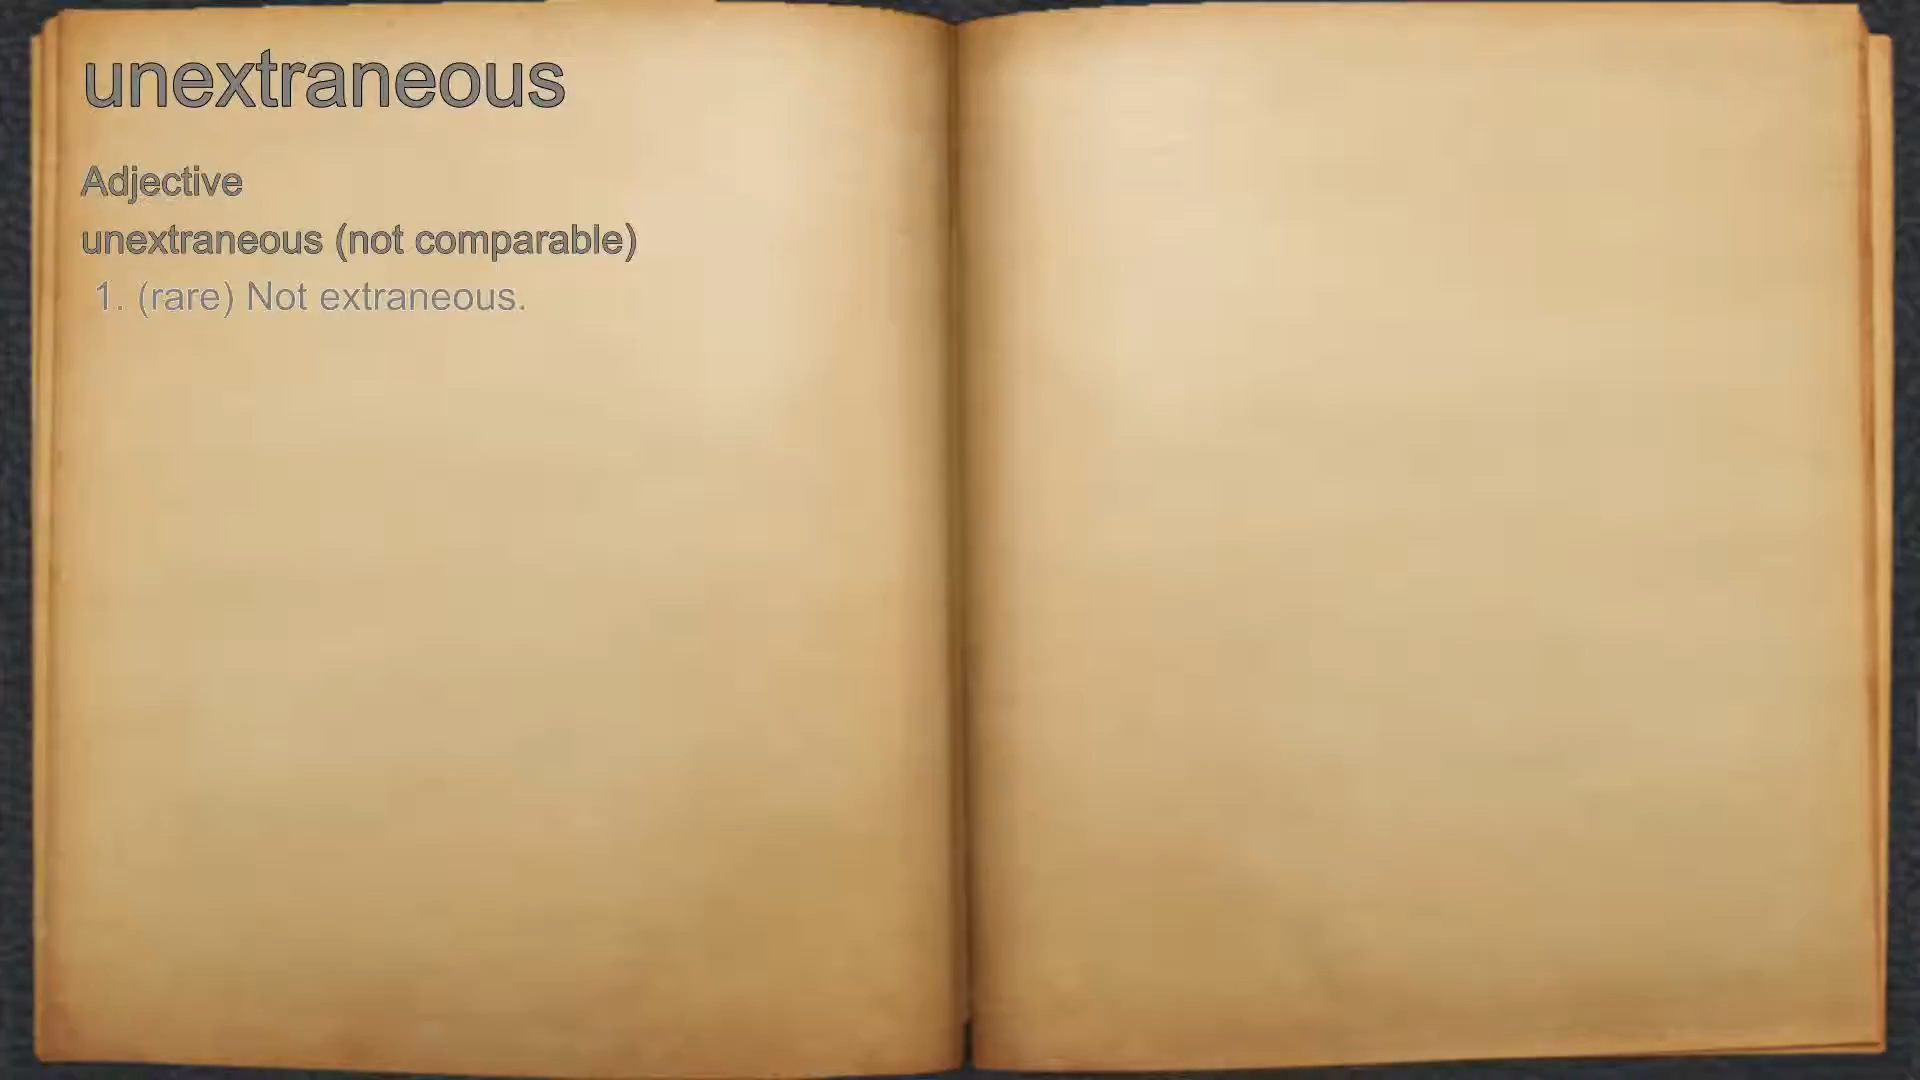 unextraneous
Adjective
unextraneous (not comparable)
1. (rare) Not extraneous.